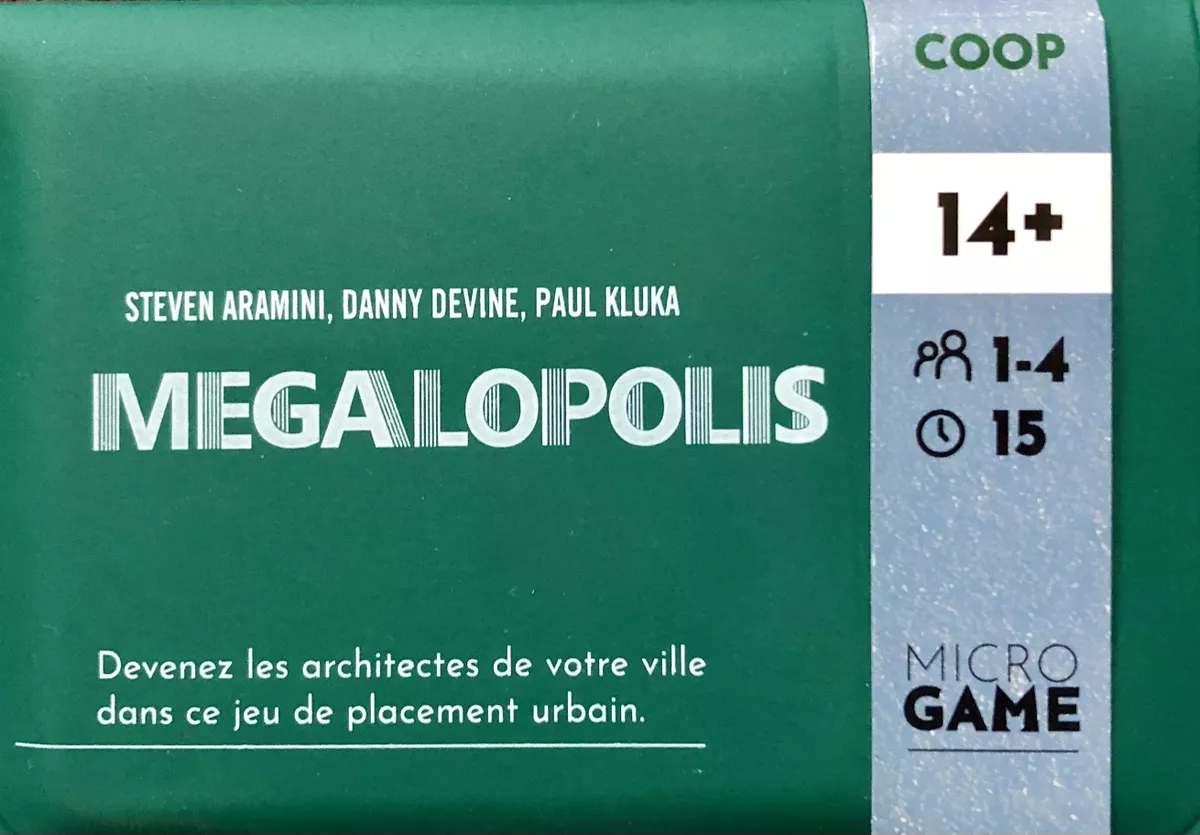 COOP
14+
STEVEN ARAMINI, DANNY DEVINE, PAUL KLUKA
MEGALOPOLIS
1-4
15
Devenez les architectes de votre ville
dans ce jeu de placement urbain.
MICRO
GAME